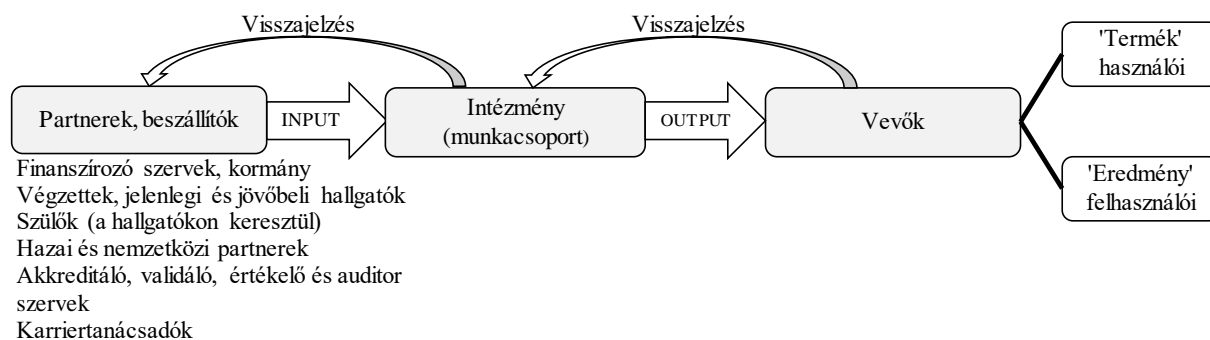 Visszajelzés
Visszajelzés
Partnerek, beszállítók
INPUT
Intézmény
(munkacsoport)
OUTPUT
Vevők
'Termék'
használói
'Eredmény'
felhasználói
Finanszírozó szervek, kormány
Végzettek, jelenlegi és jövőbeli hallgatók
Szülők (a hallgatókon keresztül)
Hazai és nemzetközi partnerek
Akkreditáló, validáló, értékelő és auditor
szervek
Karriertanácsadók